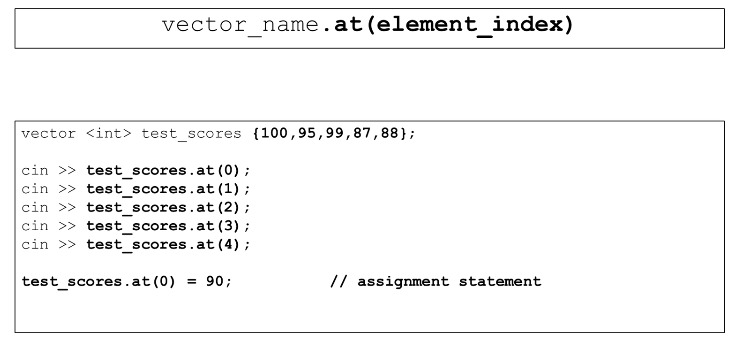 vector_name.at(element_index)
vector <int> test_scores {100,95,99,87,88};
cin >> test_scores.at(0);
cin >> test_scores.at(1);
cin >> test_scores.at(2);
cin >> test_scores.at(3);
cin >> test_scores.at(4);
test_scores.at(0) = 90; // assignment statement